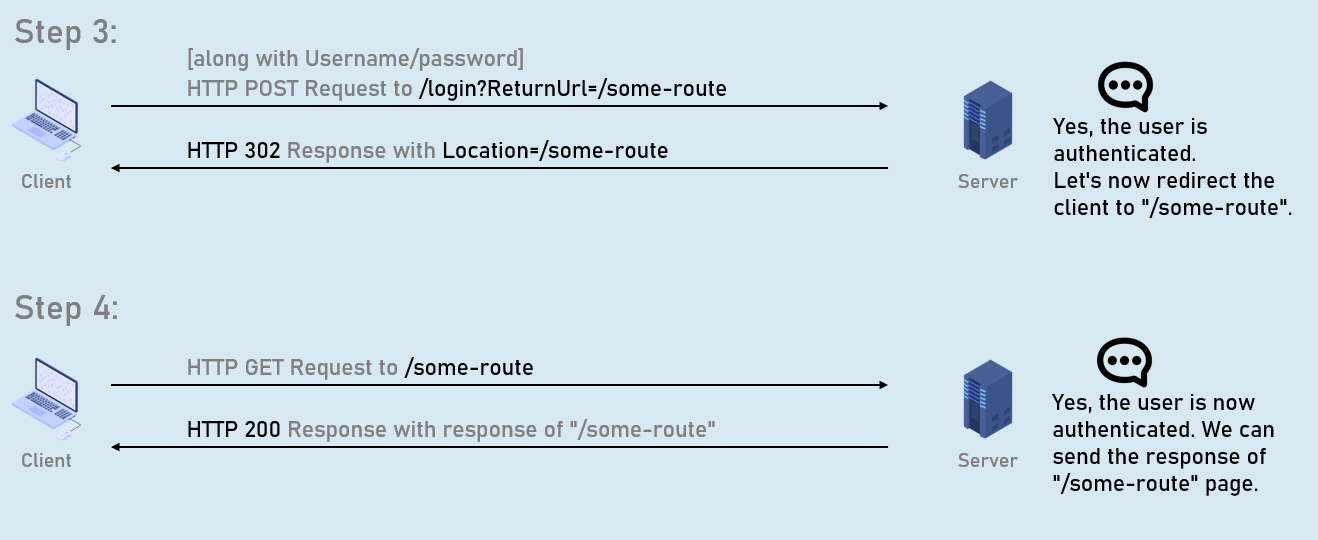 Step 3:
[along with Username/password]
HTTP POST Request to /login?ReturnUrl=/some-route
HTTP 302 Response with Location=/some-route
Client
Server
Yes, the user is
authenticated.
Let's now redirect the
client to "/some-route".
Step 4:
HTTP GET Request to /some-route
HTTP 200 Response with response of "/some-route"
Client
Server
Yes, the user is now
authenticated. We can
send the response of
"/some-route" page.